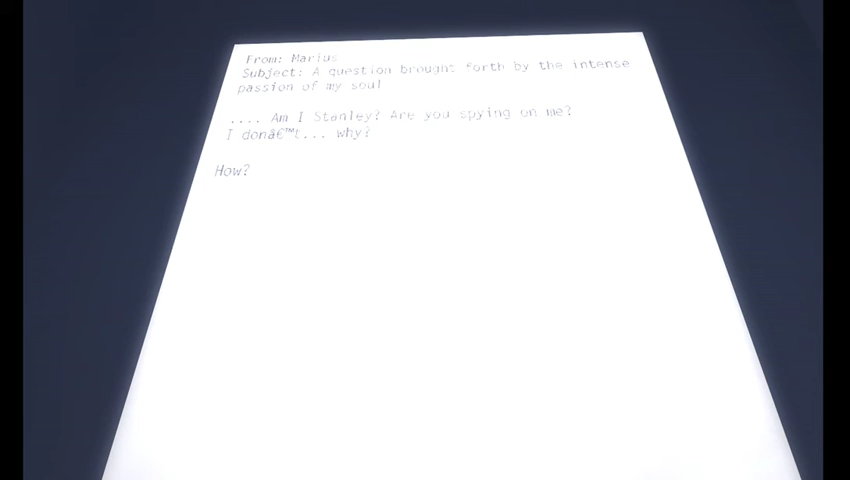 From: Marius
Subject: A question brought forth by the intense
passion of my soul
.... Am I Stanley? Are you spying on me?
I donâ€™t... why?
How?